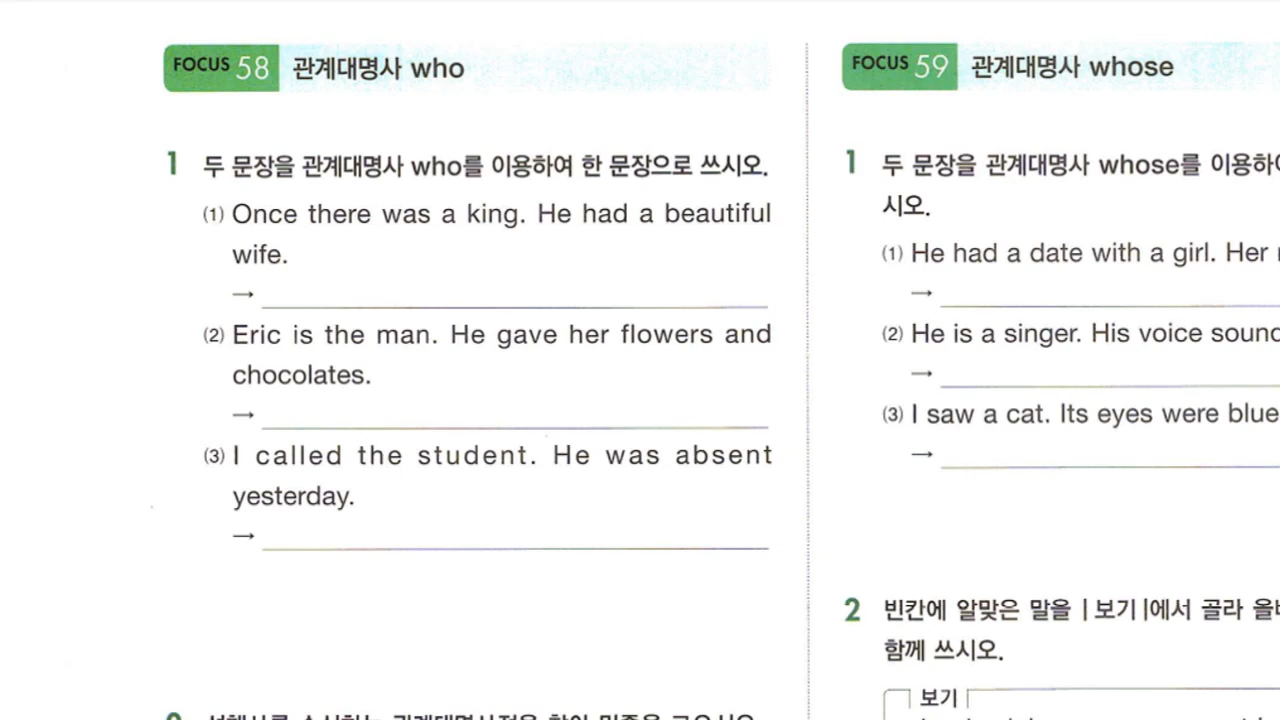 FOCUS 58 관계대명사 who
1 두 문장을 관계대명사 who를 이용하여 한 문장으로 쓰시오.
(1) Once there was a king. He had a beautiful
wife.
→
(2) Eric is the man. He gave her flowers and
chocolates.
→
(3) I called the student. He was absent
yesterday.
→
FOCUS 59 관계대명사 whose
1 두 문장을 관계대명사 whose를 이용하여
시오.
(1) He had a date with a girl. Her
→
(2) He is a singer. His voice
→
(3) I saw a cat. Its eyes were blue
→
2 빈칸에 알맞은 말을 |보기|에서 골라
함께 쓰시오.
보기